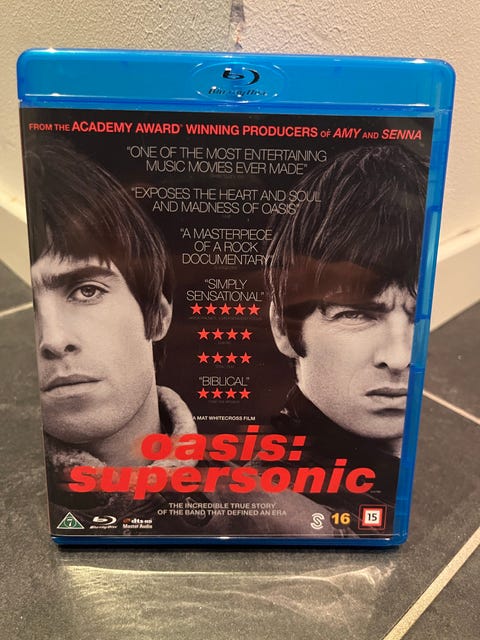 Blu-ray Disc
FROM THE ACADEMY AWARD® WINNING PRODUCERS OF AMY AND SENNA
"ONE OF THE MOST ENTERTAINING
MUSIC MOVIES EVER MADE"
"EXPOSES THE HEART AND SOUL
AND MADNESS OF OASIS"
"A MASTERPIECE
OF A ROCK
DOCUMENTARY"
"SIMPLY
SENSATIONAL"
★★★★★
★★★★
★★★★
"BIBLICAL"
★★★★
A MAT WHITECROSS FILM
oasis:
supersonic
THE INCREDIBLE TRUE STORY
OF THE BAND THAT DEFINED AN ERA
7
Blu-ray Disc
dts-HD
Master Audio
S
16
15